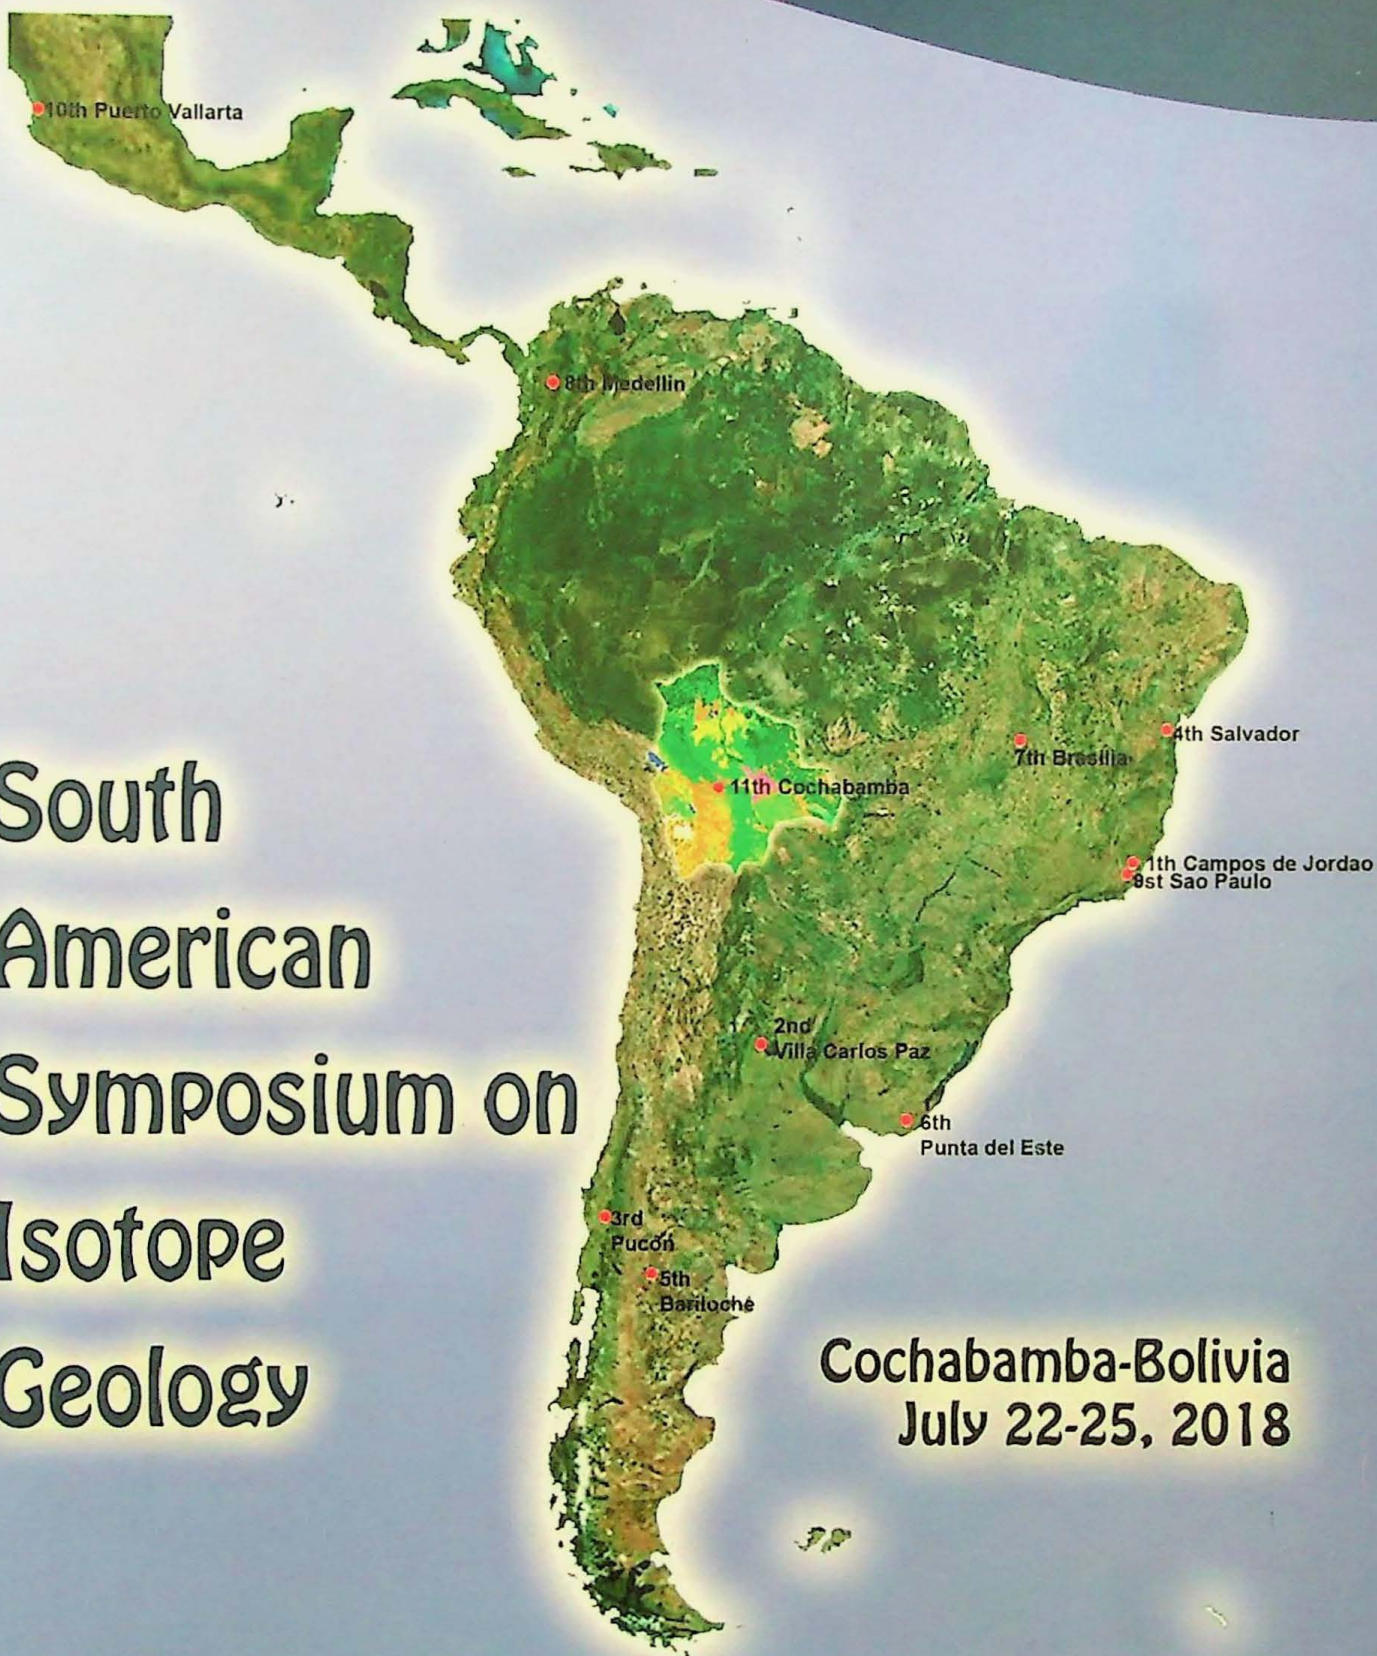 10th Puerto Vallarta
8th Medellin
4th Salvador
7th Brasilia
11th Cochabamba
1th Campos de Jordao
9st Sao Paulo
South
American
Symposium on
Isotope
Geology
2nd
Villa Carlos Paz
6th
Punta del Este
3rd
Pucón
5th
Bariloche
Cochabamba-Bolivia
July 22-25, 2018